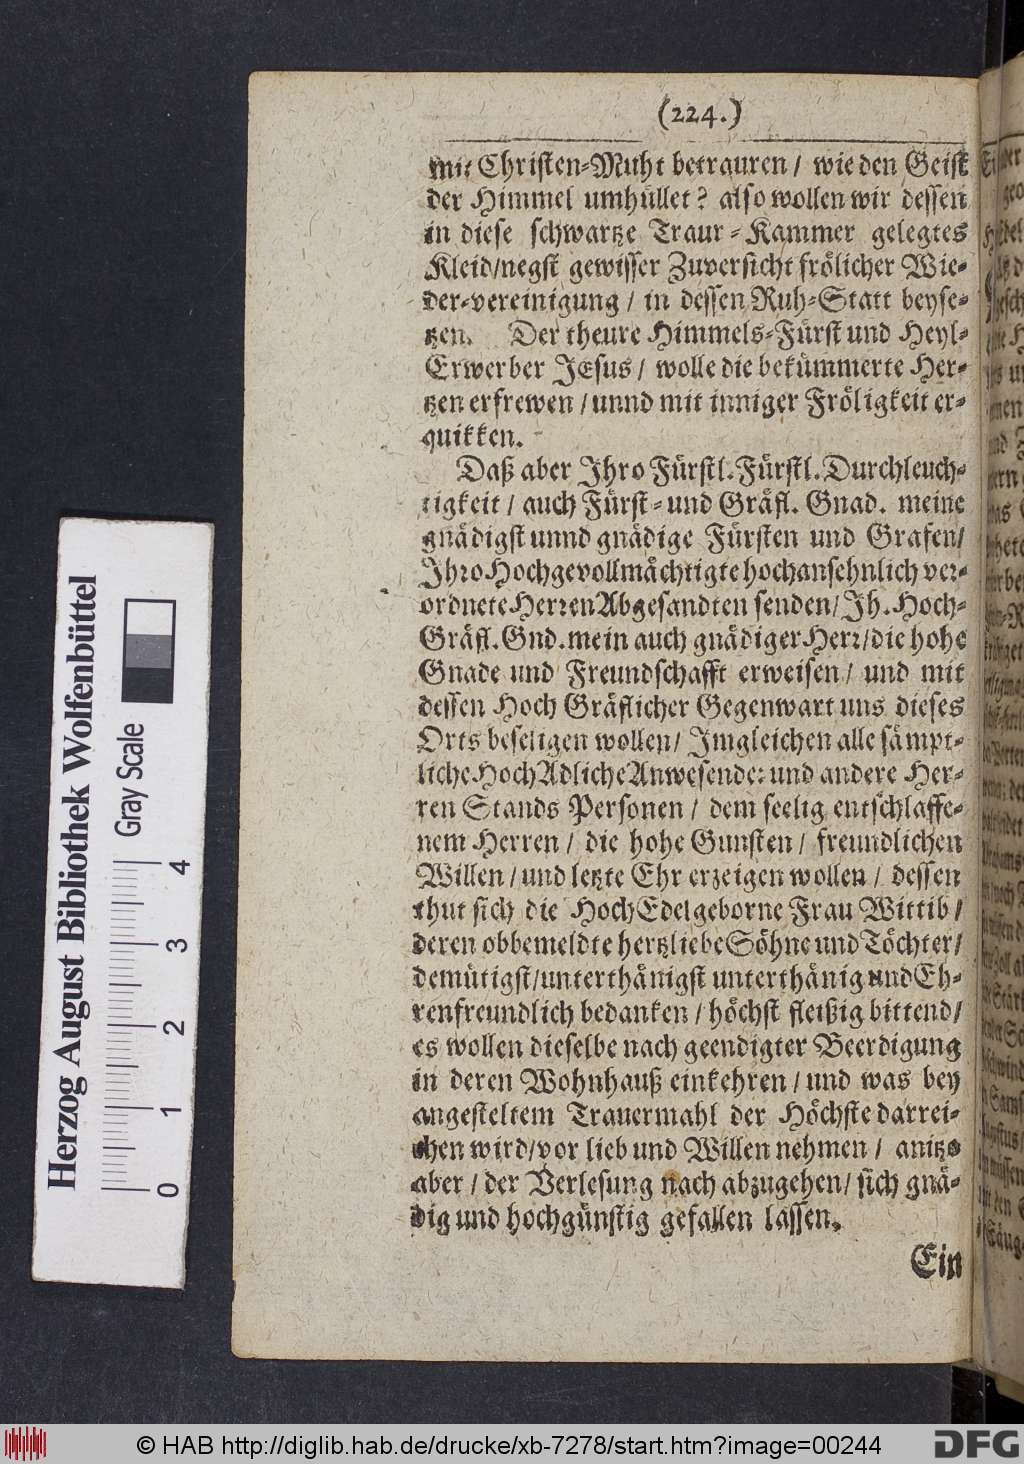 (224.)
mit Christen-Muht betrauren / wie den Geist
der Himmel umhüllet? also wollen wir dessen
in diese schwartze Traur-Kammer gelegtes
Kleid/negst gewisser Zuversicht frölicher Wie-
der-vereinigung / in dessen Ruh-Statt beyse-
tzen. Der theure Himmels-Fürst und Heyl-
Erwerber JEsus / wolle die bekümmerte Her-
tzen erfrewen / unnd mit inniger Fröligkeit er-
quikken.
Daß aber Ihro Fürstl. Fürstl. Durchleuch-
tigkeit / auch Fürst- und Gräfl. Gnad. meine
gnädigst unnd gnädige Fürsten und Grafen/
Ihro Hochgevollmächtigte hochansehnlich ver-
ordnete Herren Abgesandten senden/Ih. Hoch-
Gräfl. Gnd. mein auch gnädiger Herr/die hohe
Gnade und Freundschafft erweisen / und mit
dessen Hoch Gräflicher Gegenwart uns dieses
Orts beseligen wollen/ Imgleichen alle sämpt-
liche HochAdliche Anwesende: und andere Her-
ren Stands Personen / dem seelig entschlaffe-
nem Herren / die hohe Gunsten / freundlichen
Willen / und letzte Ehr erzeigen wollen / dessen
thut sich die HochEdelgeborne Frau Wittib /
deren obbemeldte hertzliebe Söhne und Töchter/
demütigst/unterthänigst unterthänig und Eh-
renfreundlich bedanken / höchst fleißig bittend/
es wollen dieselbe nach geendigter Beerdigung
in deren Wohnhauß einkehren / und was bey
angesteltem Trauermahl der Höchste darrei-
chen wird/vor lieb und Willen nehmen / anitzo
aber / der Verlesung nach abzugehen/ sich gnä-
dig und hochgünstig gefallen lassen.
Ein
Herzog August Bibliothek Wolfenbüttel
Gray Scale
0 1 2 3 4
© HAB http://diglib.hab.de/drucke/xb-7278/start.htm?image=00244
DFG